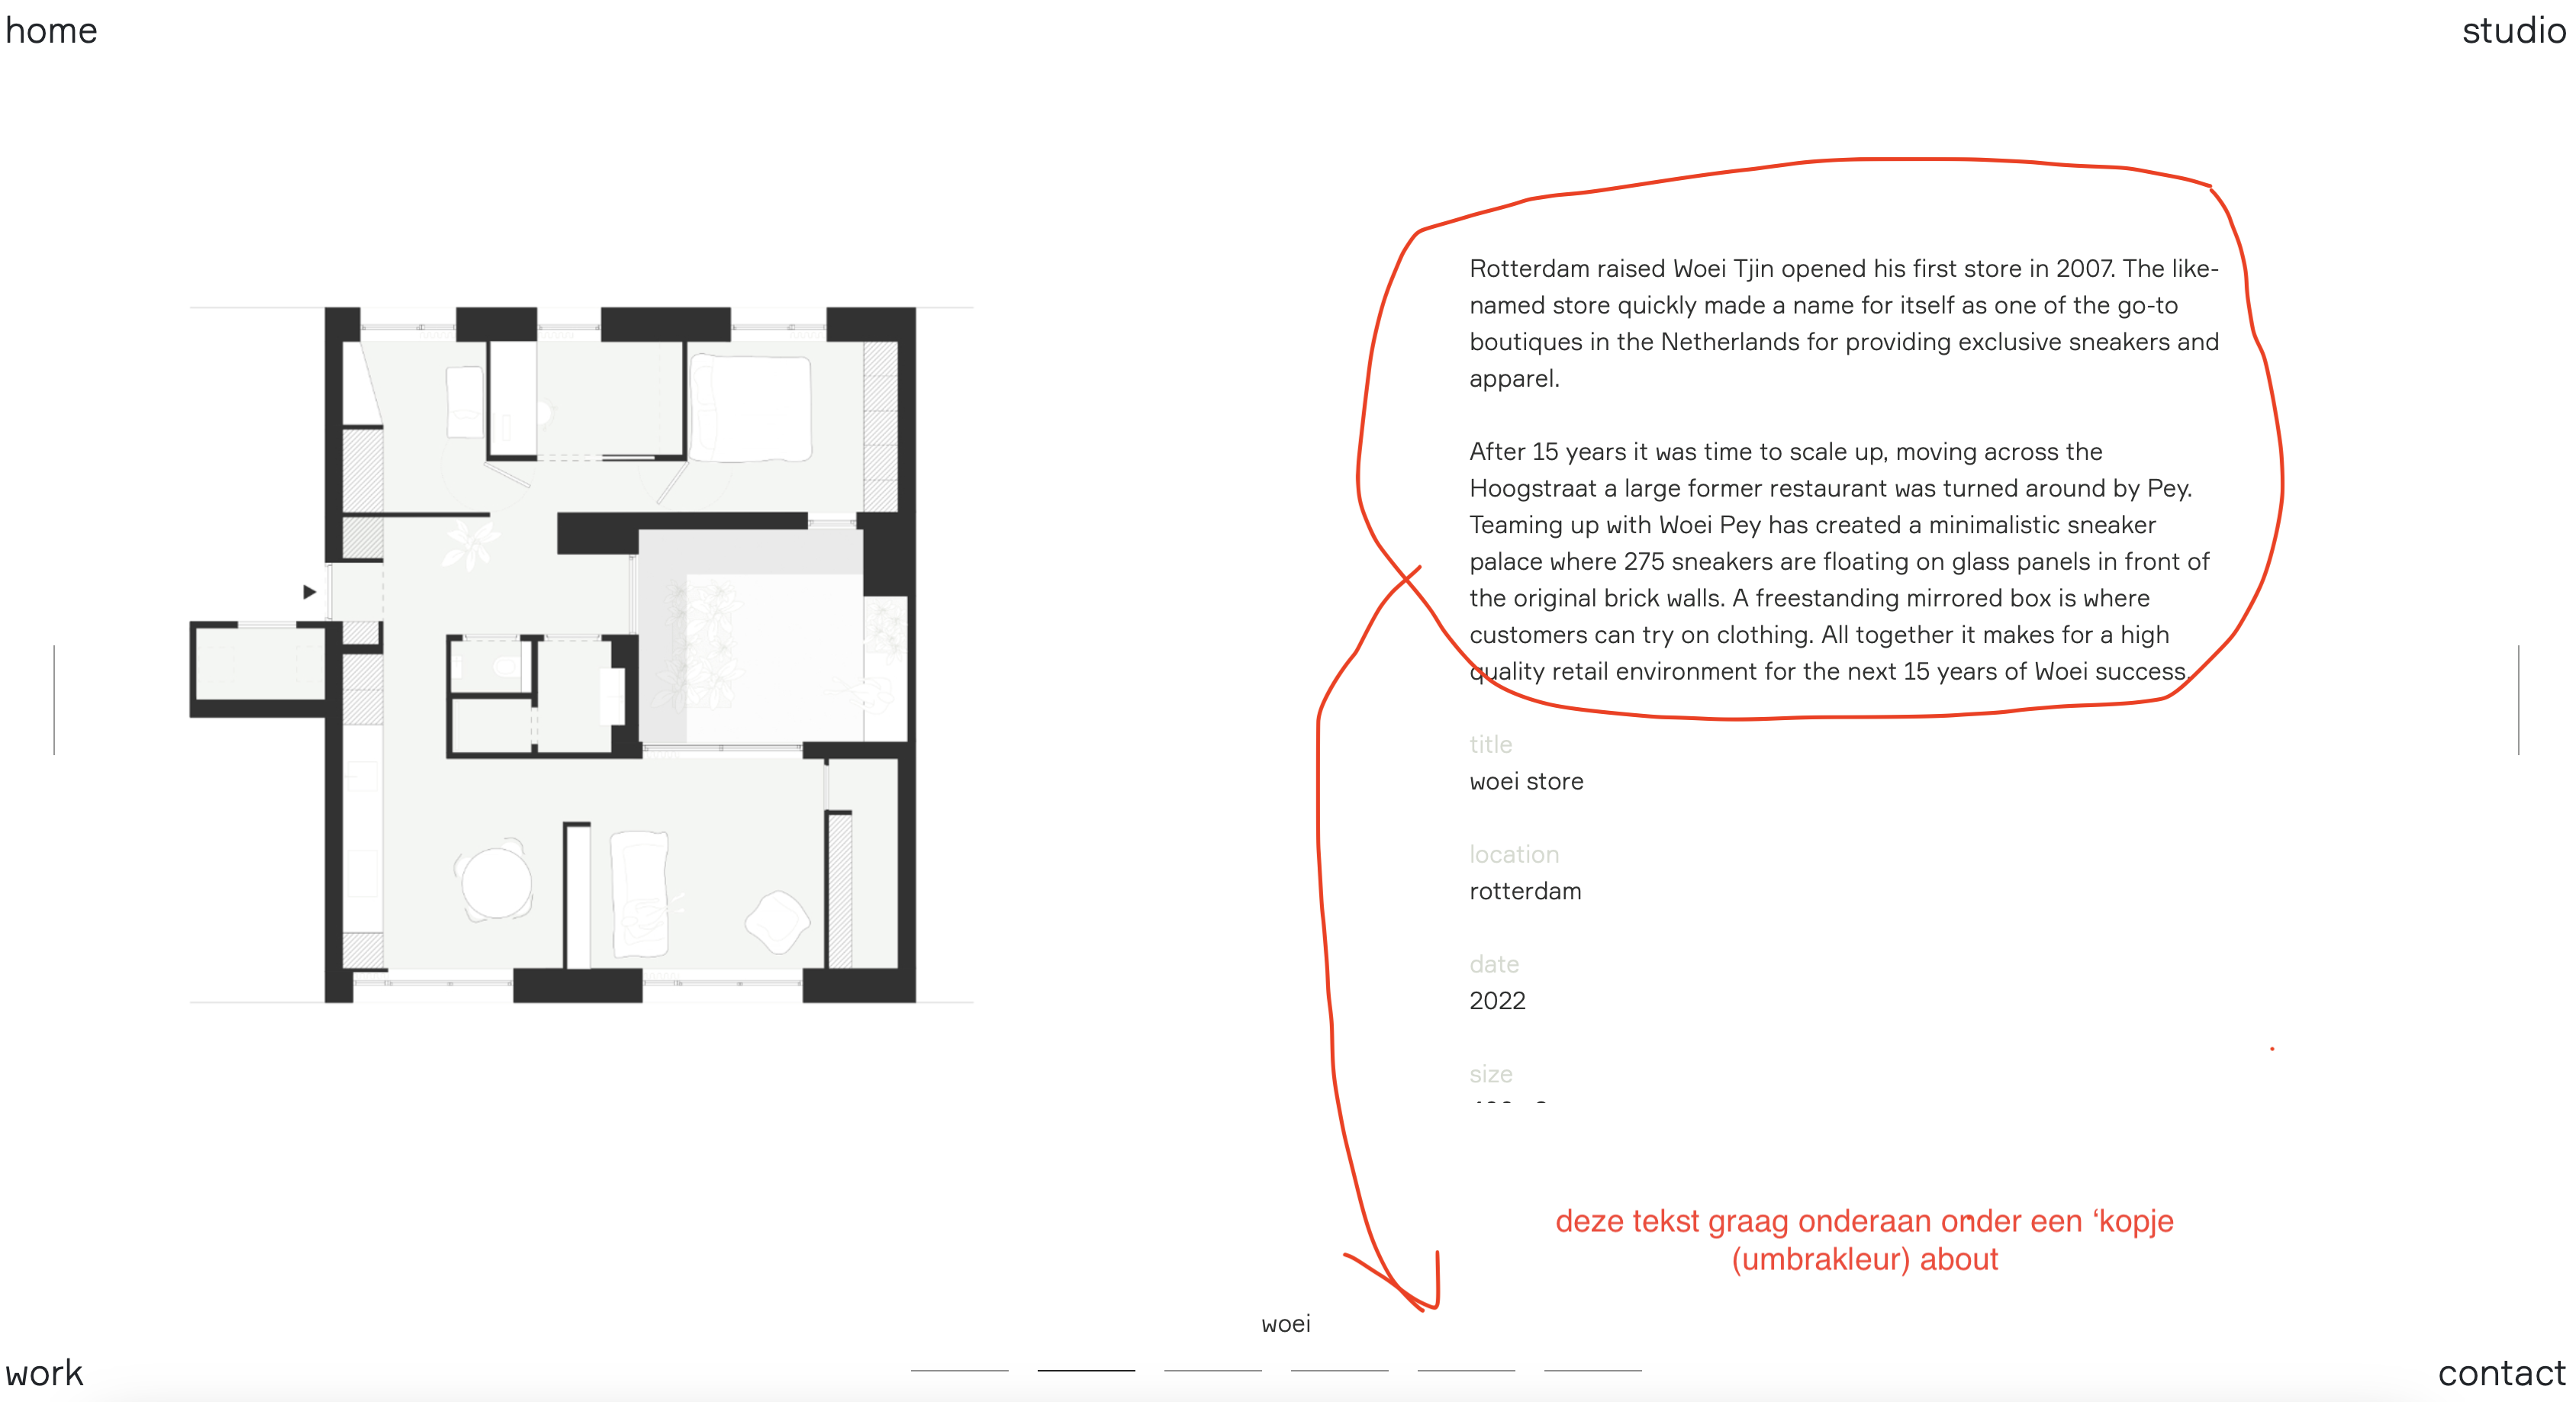 home
studio
Rotterdam raised Woei Tjin opened his first store in 2007. The like-
named store quickly made a name for itself as one of the go-to
boutiques in the Netherlands for providing exclusive sneakers and
apparel.
After 15 years it was time to scale up, moving across the
Hoogstraat a large former restaurant was turned around by Pey.
Teaming up with Woei Pey has created a minimalistic sneaker
palace where 275 sneakers are floating on glass panels in front of
the original brick walls. A freestanding mirrored box is where
customers can try on clothing. All together it makes for a high
quality retail environment for the next 15 years of Woei success.
title
woei store
location
rotterdam
date
2022
size
deze tekst graag onderaan onder een ‘kopje
(umbrakleur) about
woei
work
contact